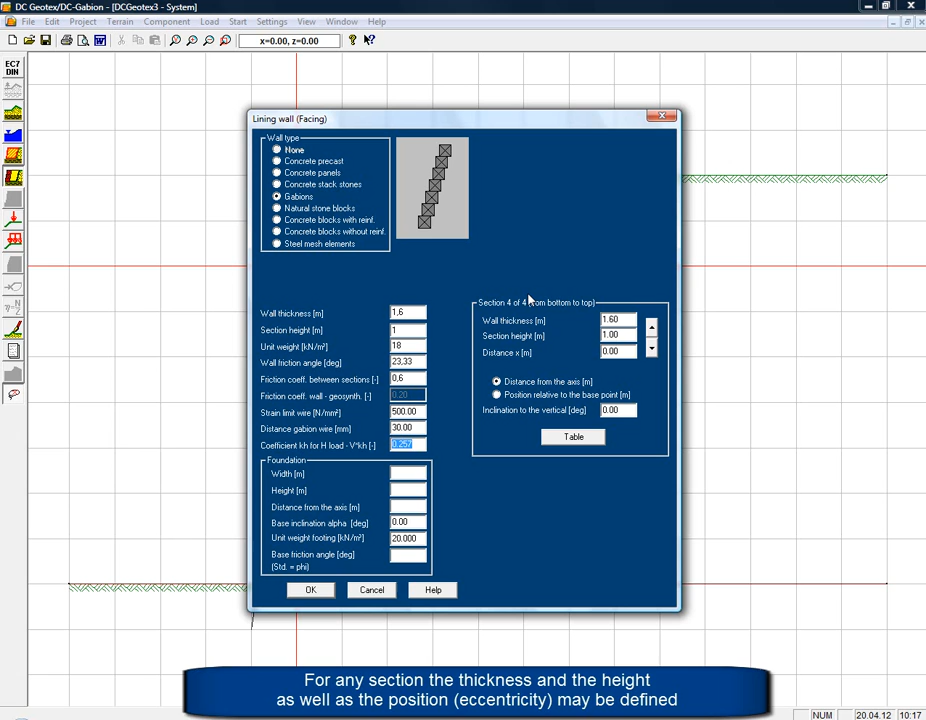 DC Geotex/DC-Gabion - [DCGeotex3 - System]
File Edit Project Terrain Component Load Start Settings View Window Help
x=0.00, z=0.00
EC7
DIN
Lining wall (Facing)
Wall type
None
Concrete precast
Concrete panels
Concrete stack stones
Gabions
Natural stone blocks
Concrete blocks with reinf.
Concrete blocks without reinf.
Steel mesh elements
Wall thickness [m] 1,6
Section height [m] 1
Unit weight [kN/m³] 18
Wall friction angle [deg] 23,33
Friction coeff. between sections [-] 0,6
Friction coeff. wall - geosynth. [-] 0.20
Strain limit wire [N/mm²] 500.00
Distance gabion wire [mm] 30.00
Coefficient kh for H load - V*kh [-] 0.257
Foundation
Width [m]
Height [m]
Distance from the axis [m]
Base inclination alpha [deg] 0.00
Unit weight footing [kN/m³] 20.000
Base friction angle [deg]
(Std. = phi)
Section 4 of 4 (from bottom to top)
Wall thickness [m] 1.60
Section height [m] 1.00
Distance x [m] 0.00
Distance from the axis [m]
Position relative to the base point [m]
Inclination to the vertical [deg] 0.00
Table
OK Cancel Help
For any section the thickness and the height
as well as the position (eccentricity) may be defined
NUM 20.04.12 10:17